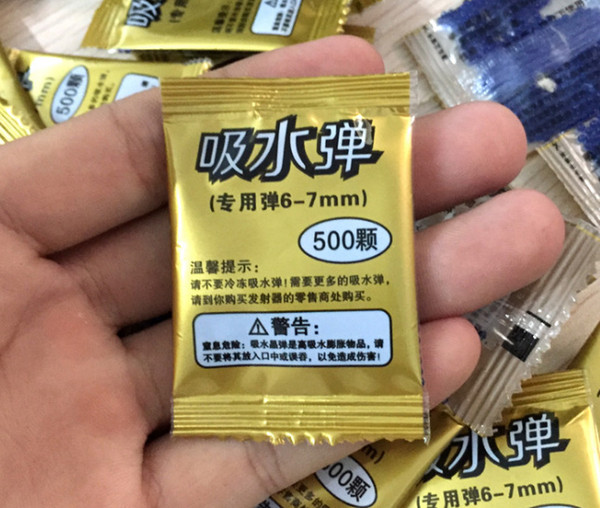 吸水弹
(专用弹6-7mm)
500颗
温馨提示：
请不要冷冻吸水弹！需要更多的吸水弹，
请到你购买发射器的零售商处购买。
⚠警告：
窒息危险：吸水晶弹是高吸水膨胀物品，请
不要将其放入口中或误吞，以免造成伤害！
500颗
mm)
吸水弹
(专用弹6-7mm)
500颗